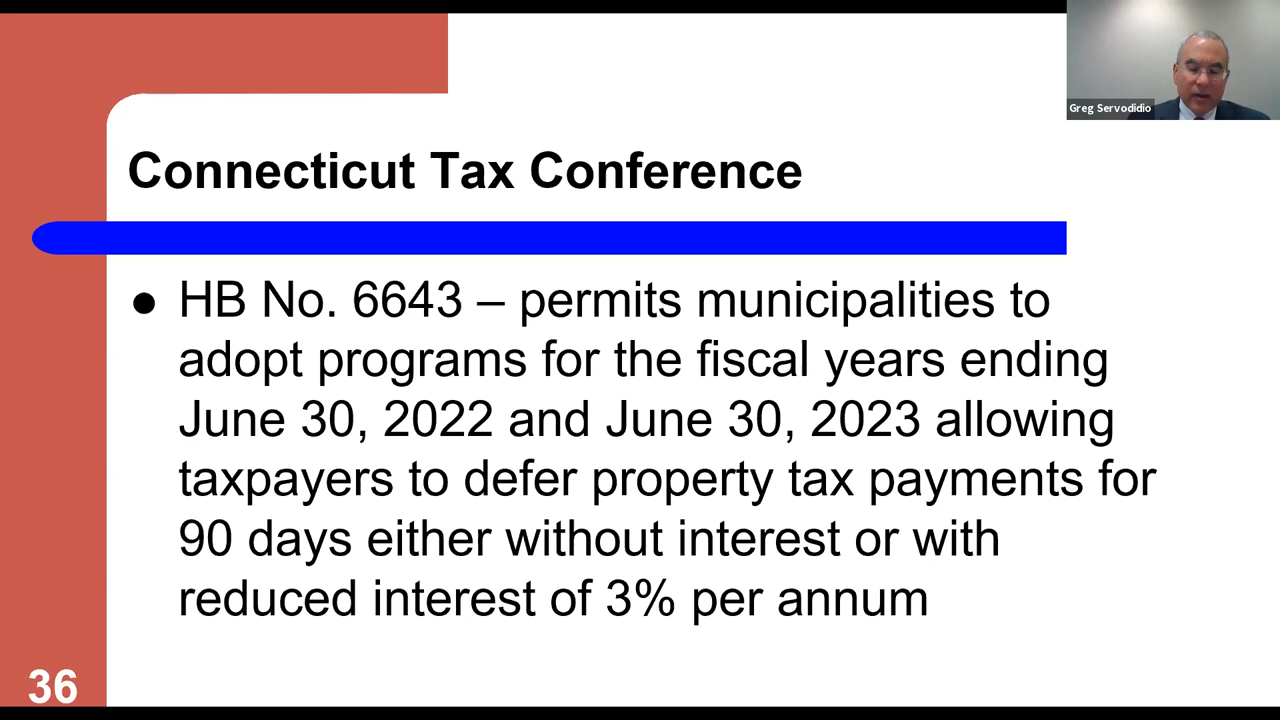 Greg Servodidio
Connecticut Tax Conference
● HB No. 6643 – permits municipalities to
adopt programs for the fiscal years ending
June 30, 2022 and June 30, 2023 allowing
taxpayers to defer property tax payments for
90 days either without interest or with
reduced interest of 3% per annum
36